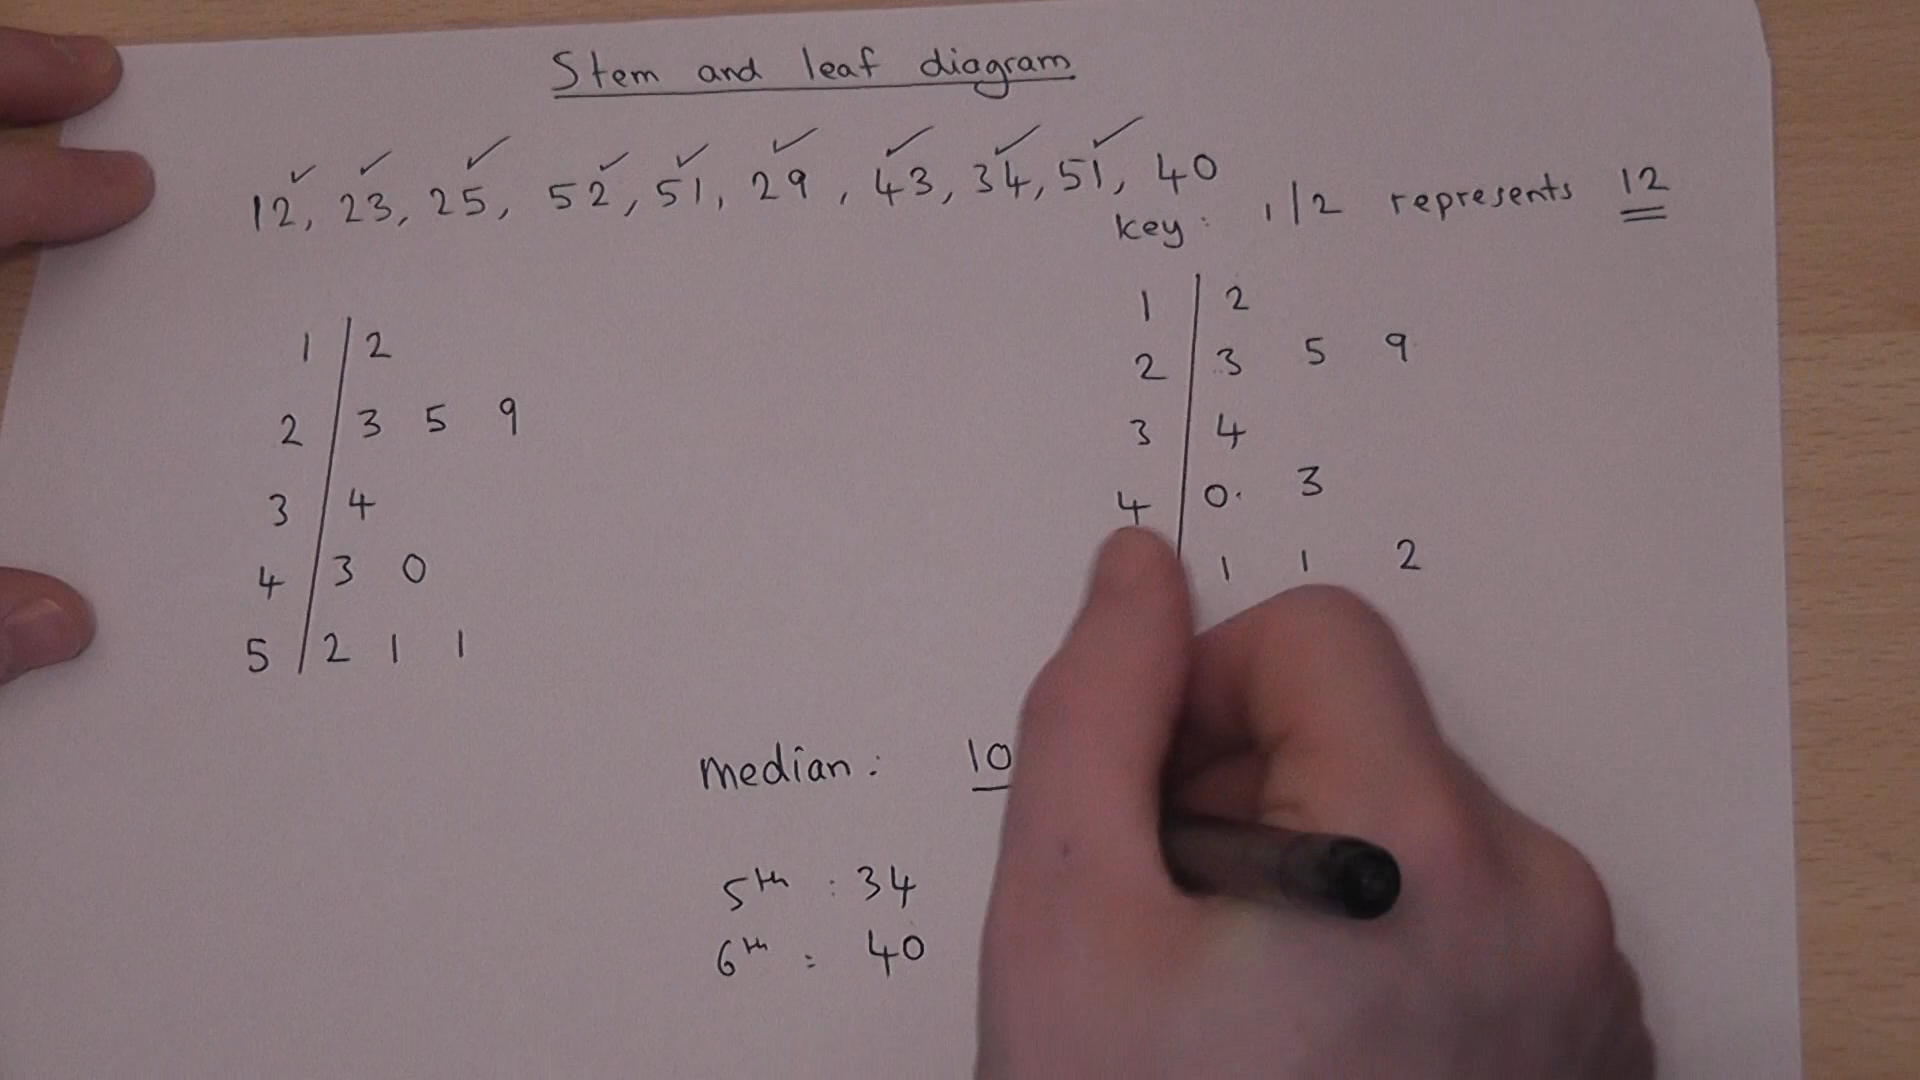 Stem and leaf diagram
12, 23, 25, 52, 51, 29, 43, 34, 51, 40
key: 1|2 represents 12
1 | 2
2 | 3 5 9
3 | 4
4 | 3 0
5 | 2 1 1
1 | 2
2 | 3 5 9
3 | 4
4 | 0 3
| 1 1 2
median: 10
5th : 34
6th : 40